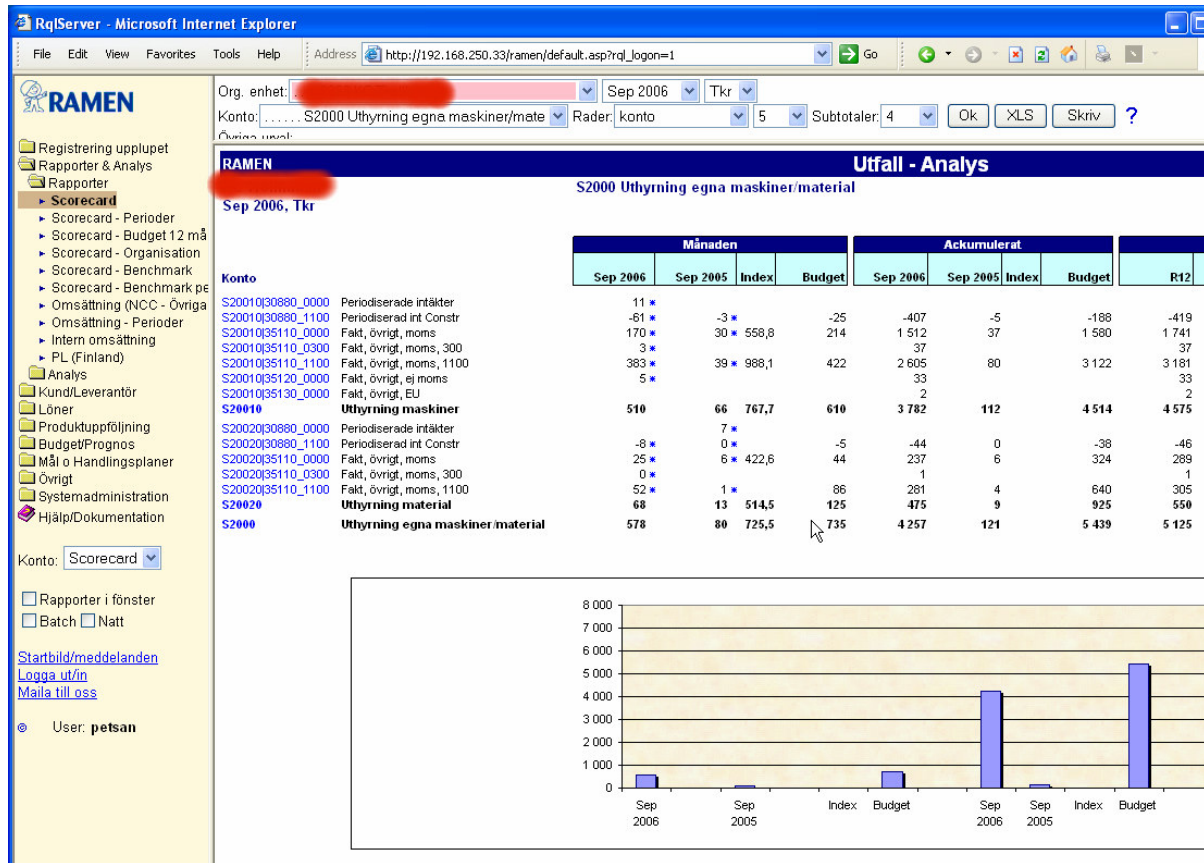 RqlServer - Microsoft Internet Explorer
File Edit View Favorites Tools Help Address http://192.168.250.33/ramen/default.asp?rql_logon=1 Go
RAMEN
Org. enhet: Sep 2006 Tkr
Konto: ...... S2000 Uthyrning egna maskiner/mate Rader: konto 5 Subtotaler: 4 Ok XLS Skriv ?
Övriga urval:
Registrering upplupet
Rapporter & Analys
Rapporter
Scorecard
Scorecard - Perioder
Scorecard - Budget 12 må
Scorecard - Organisation
Scorecard - Benchmark
Scorecard - Benchmark pe
Omsättning (NCC - Övriga
Omsättning - Perioder
Intern omsättning
PL (Finland)
Analys
Kund/Leverantör
Löner
Produktuppföljning
Budget/Prognos
Mål o Handlingsplaner
Övrigt
Systemadministration
Hjälp/Dokumentation
Konto: Scorecard
Rapporter i fönster
Batch Natt
Startbild/meddelanden
Logga ut/in
Maila till oss
User: petsan
RAMEN Utfall - Analys
S2000 Uthyrning egna maskiner/material
Sep 2006, Tkr
Månaden Ackumulerat
Konto Sep 2006 Sep 2005 Index Budget Sep 2006 Sep 2005 Index Budget R12
S20010|30880_0000 Periodiserade intäkter 11 *
S20010|30880_1100 Periodiserad int Constr -61 * -3 * -25 -407 -5 -188 -419
S20010|35110_0000 Fakt, övrigt, moms 170 * 30 * 558,8 214 1 512 37 1 580 1 741
S20010|35110_0300 Fakt, övrigt, moms, 300 3 * 37 37
S20010|35110_1100 Fakt, övrigt, moms, 1100 383 * 39 * 988,1 422 2 605 80 3 122 3 181
S20010|35120_0000 Fakt, övrigt, ej moms 5 * 33 33
S20010|35130_0000 Fakt, övrigt, EU 2 2
S20010 Uthyrning maskiner 510 66 767,7 610 3 782 112 4 514 4 575
S20020|30880_0000 Periodiserade intäkter 7 *
S20020|30880_1100 Periodiserad int Constr -8 * 0 * -5 -44 0 -38 -46
S20020|35110_0000 Fakt, övrigt, moms 25 * 6 * 422,6 44 237 6 324 289
S20020|35110_0300 Fakt, övrigt, moms, 300 0 * 1 1
S20020|35110_1100 Fakt, övrigt, moms, 1100 52 * 1 * 86 281 4 640 305
S20020 Uthyrning material 68 13 514,5 125 475 9 925 550
S2000 Uthyrning egna maskiner/material 578 80 725,5 735 4 257 121 5 439 5 125
8 000
7 000
6 000
5 000
4 000
3 000
2 000
1 000
0
Sep 2006 Sep 2005 Index Budget Sep 2006 Sep 2005 Index Budget